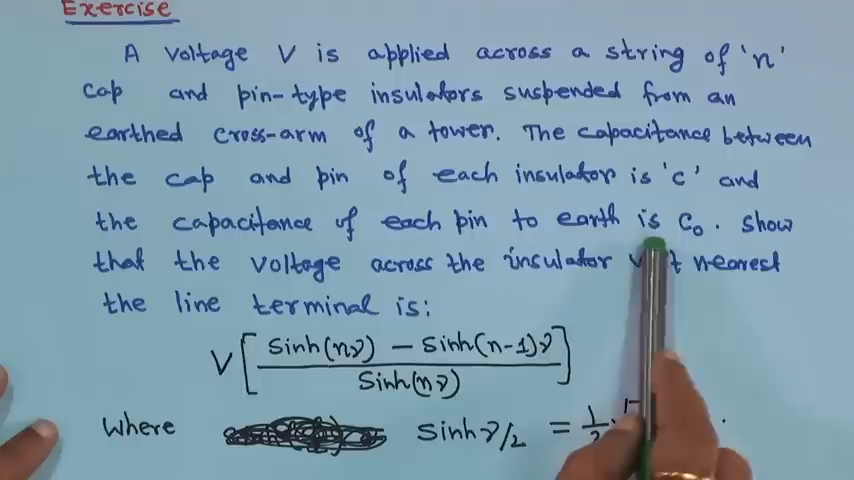 Exercise
A voltage V is applied across a string of 'n'
cap and pin-type insulators suspended from an
earthed cross-arm of a tower. The capacitance between
the cap and pin of each insulator is 'c' and
the capacitance of each pin to earth is C₀. Show
that the voltage across the insulator nearest
the line terminal is:
V[ (Sinh(nγ) − Sinh(n-1)γ) / Sinh(nγ) ]
Where Sinh γ/2 = 1/2 √